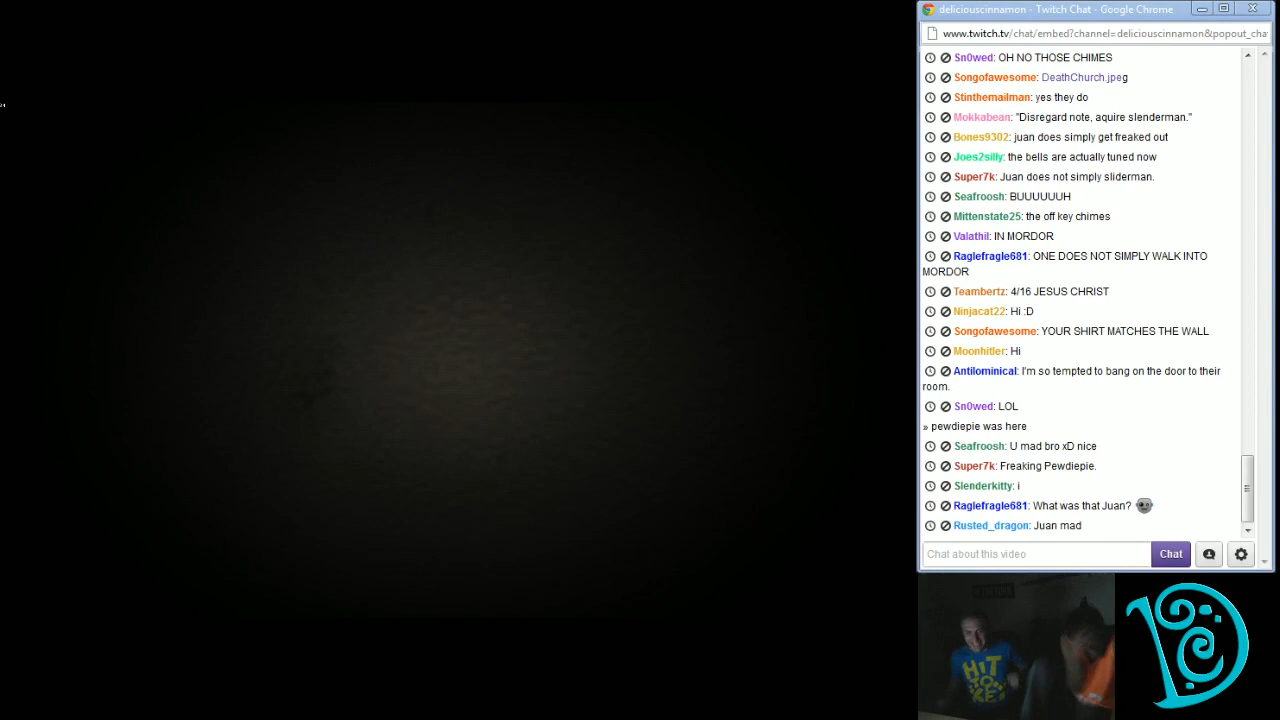 deliciouscinnamon - Twitch Chat - Google Chrome
www.twitch.tv/chat/embed?channel=deliciouscinnamon&popout_cha
Sn0wed: OH NO THOSE CHIMES
Songofawesome: DeathChurch.jpeg
Stinthemailman: yes they do
Mokkabean: "Disregard note, aquire slenderman."
Bones9302: juan does simply get freaked out
Joes2silly: the bells are actually tuned now
Super7k: Juan does not simply sliderman.
Seafroosh: BUUUUUUH
Mittenstate25: the off key chimes
Valathil: IN MORDOR
Raglefragle681: ONE DOES NOT SIMPLY WALK INTO
MORDOR
Teambertz: 4/16 JESUS CHRIST
Ninjacat22: Hi :D
Songofawesome: YOUR SHIRT MATCHES THE WALL
Moonhitler: Hi
Antilominical: I'm so tempted to bang on the door to their
room.
Sn0wed: LOL
» pewdiepie was here
Seafroosh: U mad bro xD nice
Super7k: Freaking Pewdiepie.
Slenderkitty: i
Raglefragle681: What was that Juan?
Rusted_dragon: Juan mad
Chat about this video
Chat
HIT